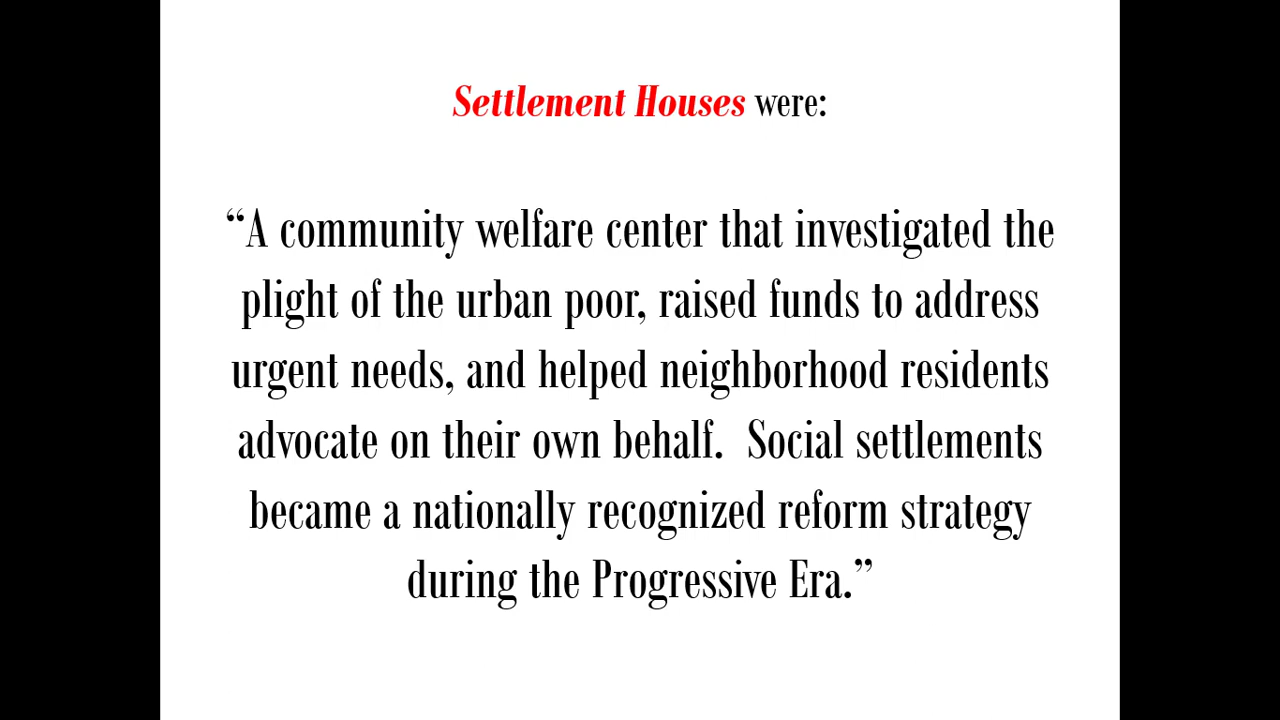 Settlement Houses were:
“A community welfare center that investigated the
plight of the urban poor, raised funds to address
urgent needs, and helped neighborhood residents
advocate on their own behalf.  Social settlements
became a nationally recognized reform strategy
during the Progressive Era.”